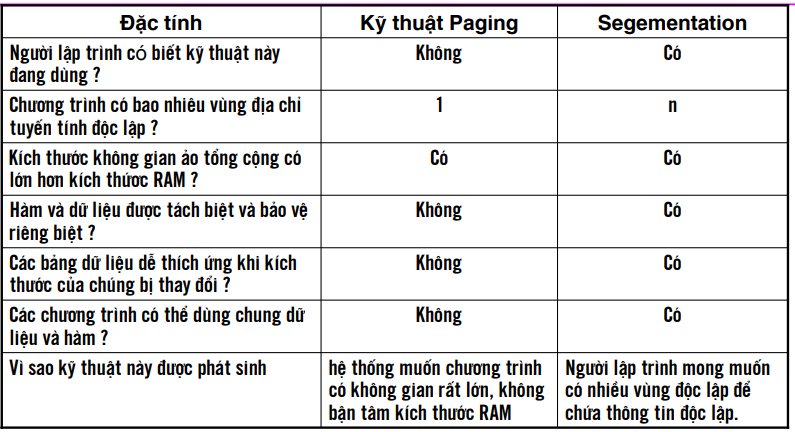 Đặc tính Kỹ thuật Paging Segementation
Người lập trình có biết kỹ thuật này Không Có
đang dùng ?
Chương trình có bao nhiêu vùng địa chỉ 1 n
tuyến tính độc lập ?
Kích thước không gian ảo tổng cộng có Có Có
lớn hơn kích thước RAM ?
Hàm và dữ liệu được tách biệt và bảo vệ Không Có
riêng biệt ?
Các bảng dữ liệu dễ thích ứng khi kích Không Có
thước của chúng bị thay đổi ?
Các chương trình có thể dùng chung dữ Không Có
liệu và hàm ?
Vì sao kỹ thuật này được phát sinh hệ thống muốn chương trình Người lập trình mong muốn
có không gian rất lớn, không có nhiều vùng độc lập để
bận tâm kích thước RAM chứa thông tin độc lập.